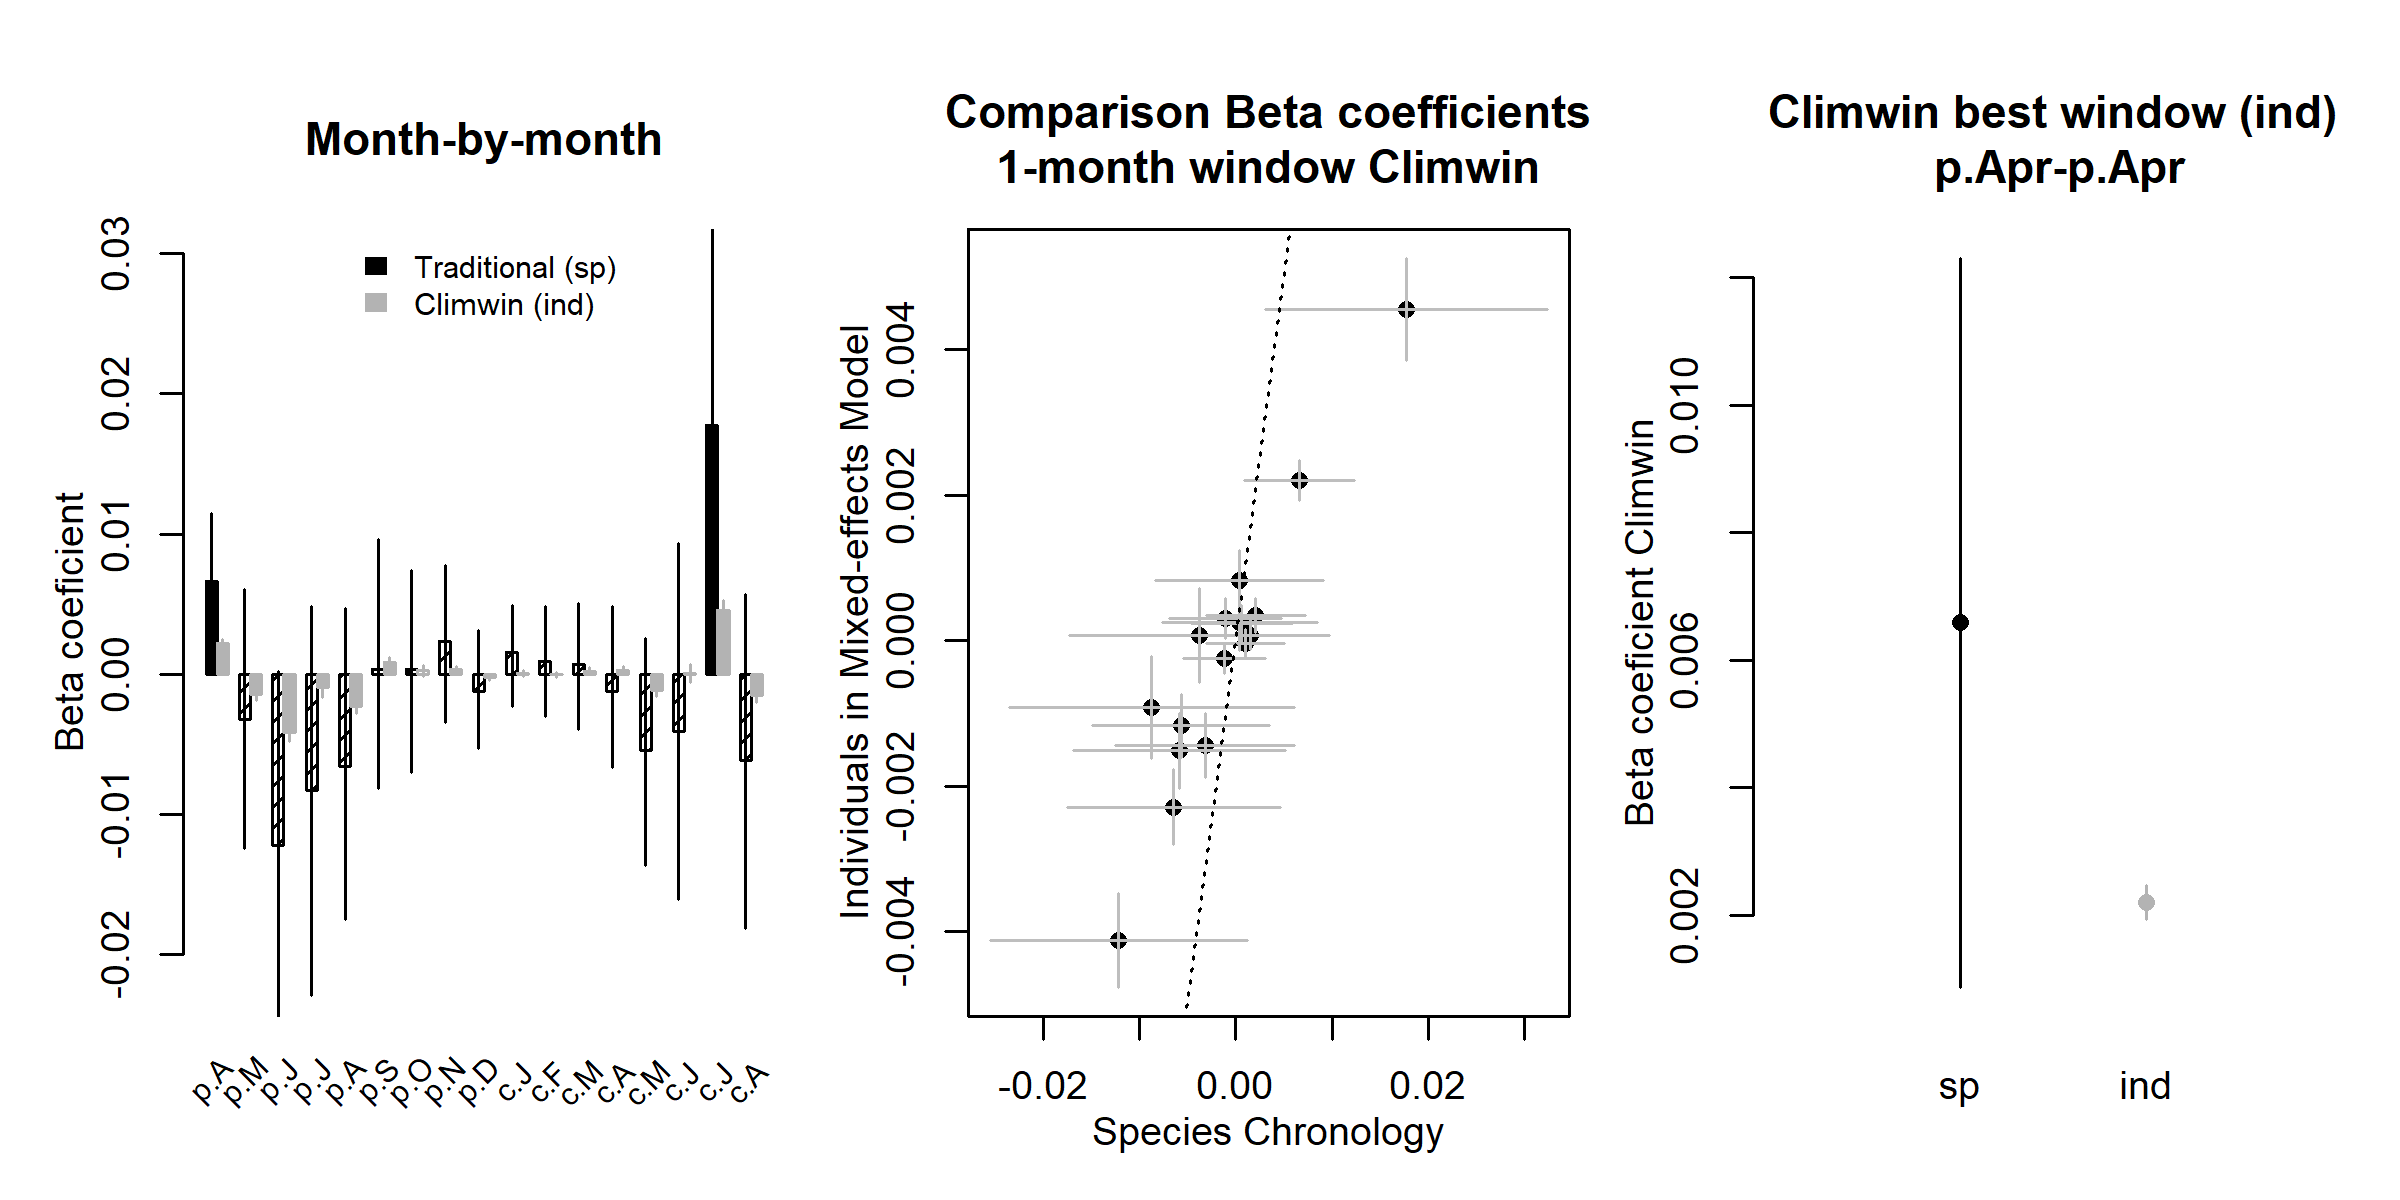 Month-by-month
Beta coeficient
0.03
0.02
0.01
0.00
-0.01
-0.02
Traditional (sp)
Climwin (ind)
p.A
p.M
p.J
p.J
p.A
p.S
p.O
p.N
p.D
c.J
c.F
c.M
c.A
c.M
c.J
c.J
c.A
Comparison Beta coefficients
1-month window Climwin
Individuals in Mixed-effects Model
0.004
0.002
0.000
-0.002
-0.004
-0.02
0.00
0.02
Species Chronology
Climwin best window (ind)
p.Apr-p.Apr
Beta coeficient Climwin
0.010
0.006
0.002
sp
ind